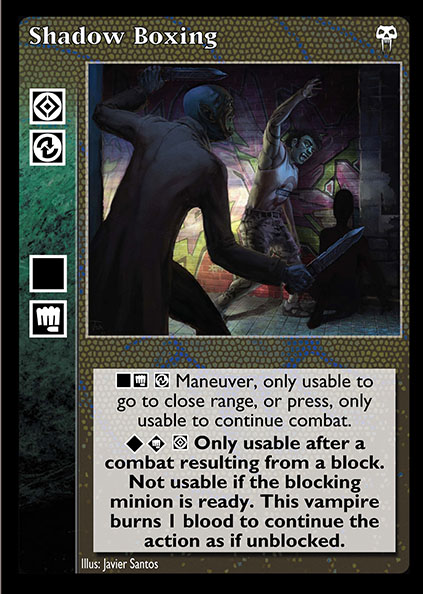 Shadow Boxing
Maneuver, only usable to
go to close range, or press, only
usable to continue combat.
Only usable after a
combat resulting from a block.
Not usable if the blocking
minion is ready. This vampire
burns 1 blood to continue the
action as if unblocked.
Illus: Javier Santos